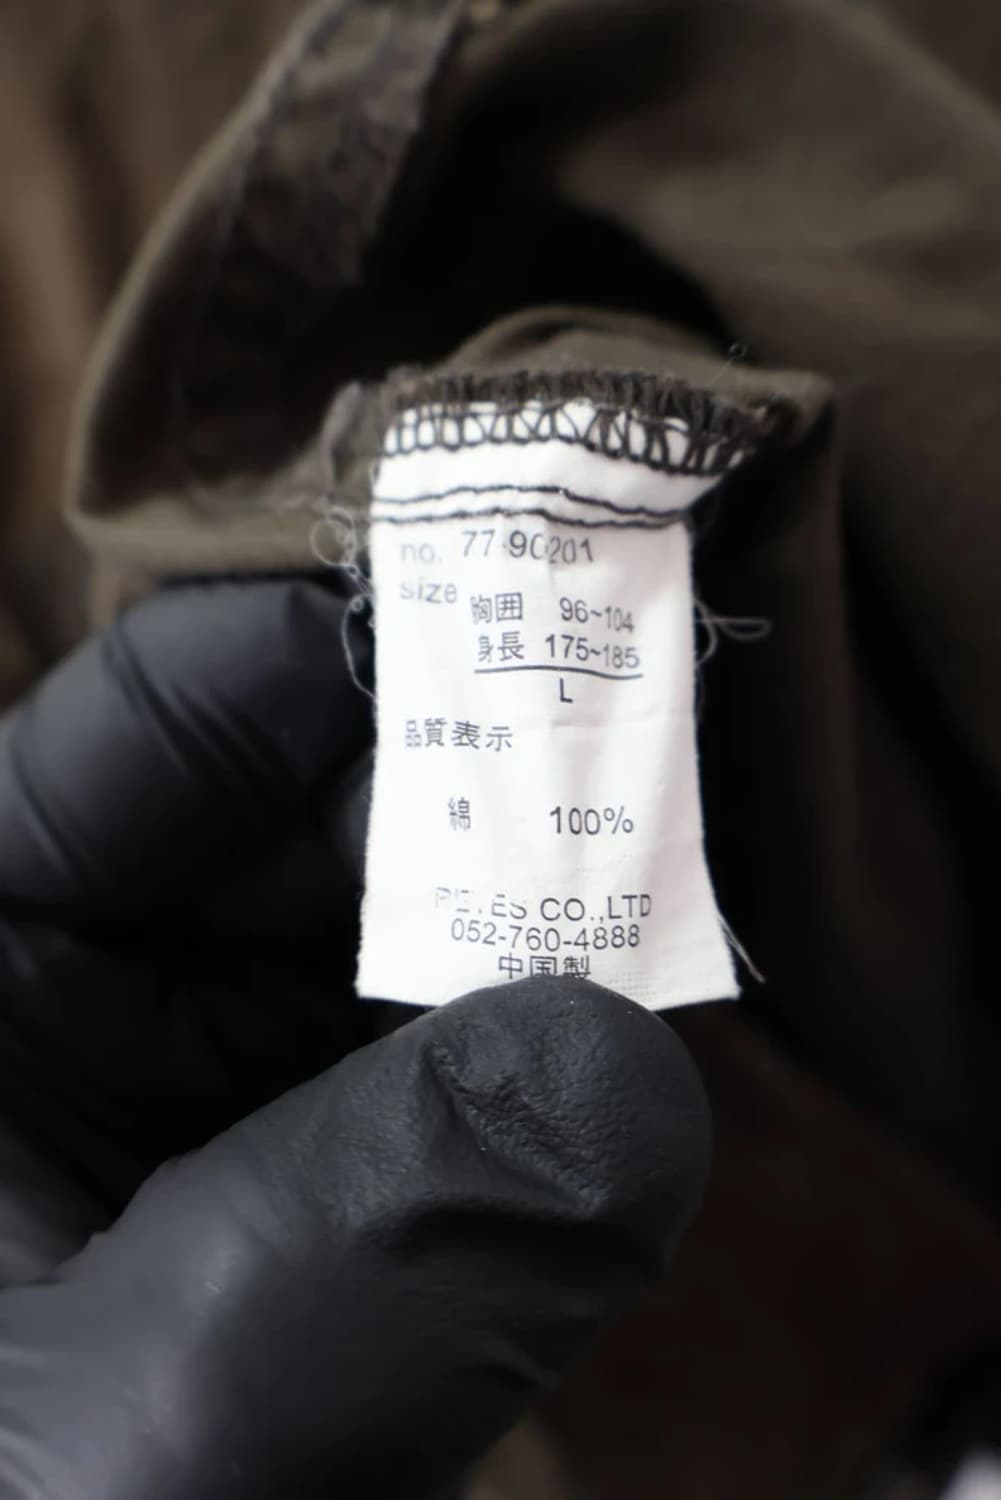 no. 77-90201
size
胸囲 96~104
身長 175~185
L
品質表示
綿 100%
CO.,LTD
052-760-4888
中国製